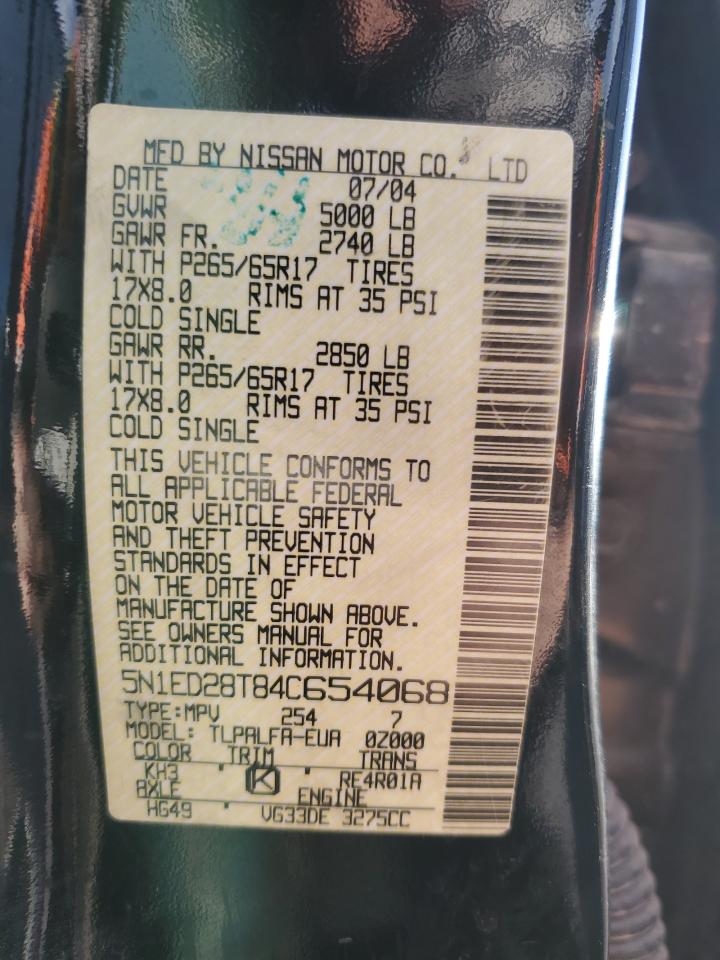 MFD BY NISSAN MOTOR CO. LTD
DATE 07/04
GVWR 5000 LB
GAWR FR. 2740 LB
WITH P265/65R17 TIRES
17X8.0 RIMS AT 35 PSI
COLD SINGLE
GAWR RR. 2850 LB
WITH P265/65R17 TIRES
17X8.0 RIMS AT 35 PSI
COLD SINGLE
THIS VEHICLE CONFORMS TO
ALL APPLICABLE FEDERAL
MOTOR VEHICLE SAFETY
AND THEFT PREVENTION
STANDARDS IN EFFECT
ON THE DATE OF
MANUFACTURE SHOWN ABOVE.
SEE OWNERS MANUAL FOR
ADDITIONAL INFORMATION.
5N1ED28T84C654068
TYPE:MPV 254 7
MODEL: TLPALFA-EUA 0Z000
COLOR TRIM TRANS
KH3 K RE4R01A
AXLE ENGINE
HG49 VG33DE 3275CC